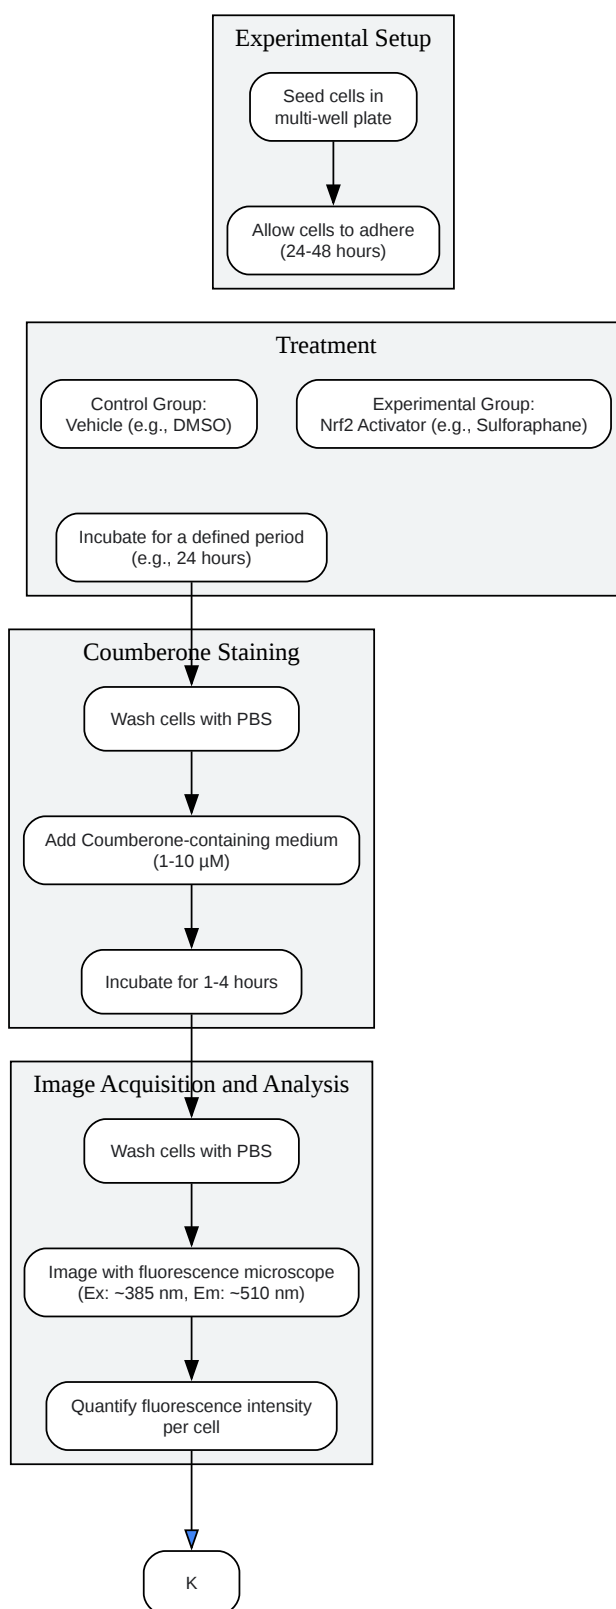 Experimental Setup
Seed cells in
multi-well plate
Allow cells to adhere
(24-48 hours)
Treatment
Control Group:
Vehicle (e.g., DMSO)
Experimental Group:
Nrf2 Activator (e.g., Sulforaphane)
Incubate for a defined period
(e.g., 24 hours)
Coumberone Staining
Wash cells with PBS
Add Coumberone-containing medium
(1-10 µM)
Incubate for 1-4 hours
Image Acquisition and Analysis
Wash cells with PBS
Image with fluorescence microscope
(Ex: ~385 nm, Em: ~510 nm)
Quantify fluorescence intensity
per cell
K